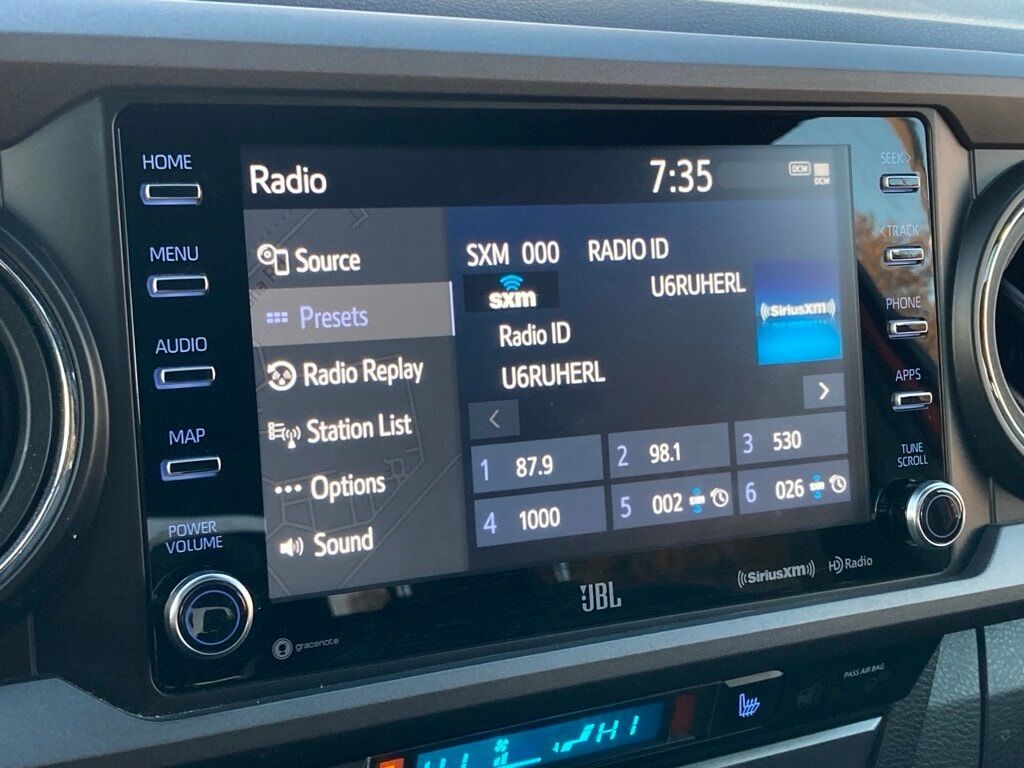 HOME
MENU
AUDIO
MAP
POWER
VOLUME
Radio
7:35
DCM
DCM
Source
Presets
Radio Replay
Station List
Options
Sound
SXM 000 RADIO ID
U6RUHERL
sxm
Radio ID
U6RUHERL
((SiriusXM))
<
>
1 87.9
2 98.1
3 530
4 1000
5 002 sxm
6 026 sxm
SEEK >
< TRACK
PHONE
APPS
TUNE
SCROLL
gracenote
JBL
((SiriusXM))
HD Radio
PASS AIR BAG
HI